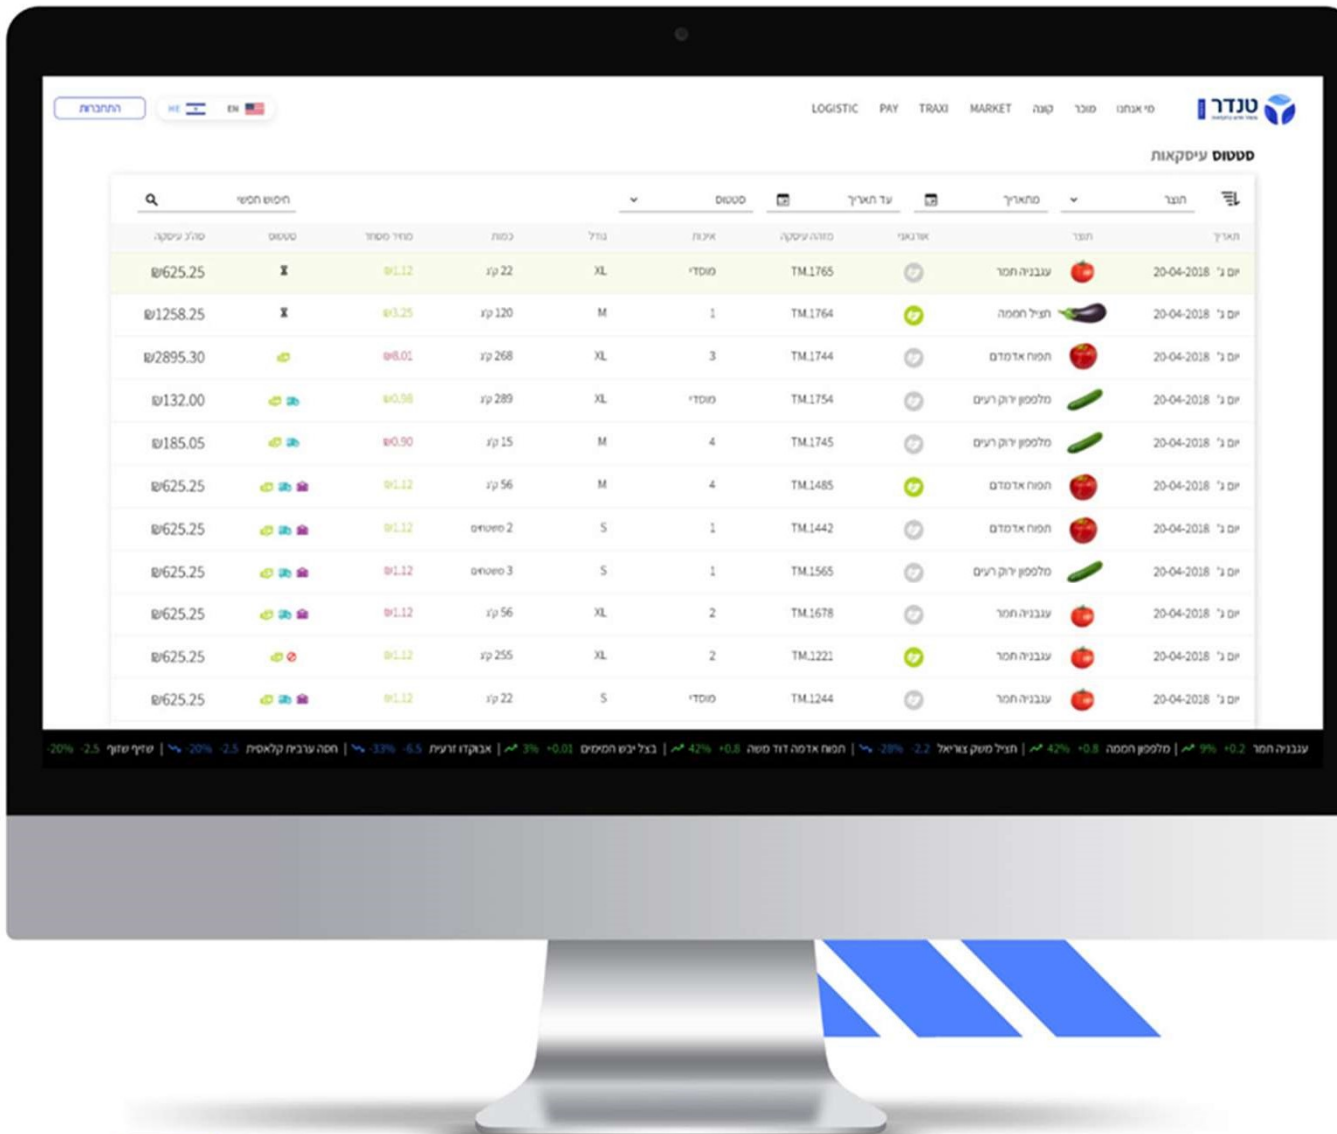 טנדר מי אנחנו מוכר קונה MARKET TRAXI PAY LOGISTIC EN HE התחברות
סטטוס עיסקאות
תוצר מתאריך עד תאריך סטטוס חיפוש חפשי
תאריך תוצר אורגאני מזהה עיסקה איכות גודל כמות מחיר מסחר סטטוס סה"כ עיסקה
יום ג' 20-04-2018 עגבניה תמר TM.1765 מוסדי XL 22 ק"ג ₪1.12 ₪625.25
יום ג' 20-04-2018 חציל חממה TM.1764 1 M 120 ק"ג ₪3.25 ₪1258.25
יום ג' 20-04-2018 תפוח אדמדם TM.1744 3 XL 268 ק"ג ₪8.01 ₪2895.30
יום ג' 20-04-2018 מלפפון ירוק רעים TM.1754 מוסדי XL 289 ק"ג ₪0.98 ₪132.00
יום ג' 20-04-2018 מלפפון ירוק רעים TM.1745 4 M 15 ק"ג ₪0.90 ₪185.05
יום ג' 20-04-2018 תפוח אדמדם TM.1485 4 M 56 ק"ג ₪1.12 ₪625.25
יום ג' 20-04-2018 תפוח אדמדם TM.1442 1 S 2 משטחים ₪1.12 ₪625.25
יום ג' 20-04-2018 מלפפון ירוק רעים TM.1565 1 S 3 משטחים ₪1.12 ₪625.25
יום ג' 20-04-2018 עגבניה תמר TM.1678 2 XL 56 ק"ג ₪1.12 ₪625.25
יום ג' 20-04-2018 עגבניה תמר TM.1221 2 XL 255 ק"ג ₪1.12 ₪625.25
יום ג' 20-04-2018 עגבניה תמר TM.1244 מוסדי S 22 ק"ג ₪1.12 ₪625.25
עגבניה תמר +0.2 9% | מלפפון חממה +0.8 42% | חציל משק צוריאל -2.2 -28% | תפוח אדמה דוד משה +0.8 42% | בצל יבש חמימים +0.01 3% | אבוקדו זרעית -6.5 -33% | חסה ערבית קלאסית -2.5 -20% | שזיף שזוף -2.5 -20%